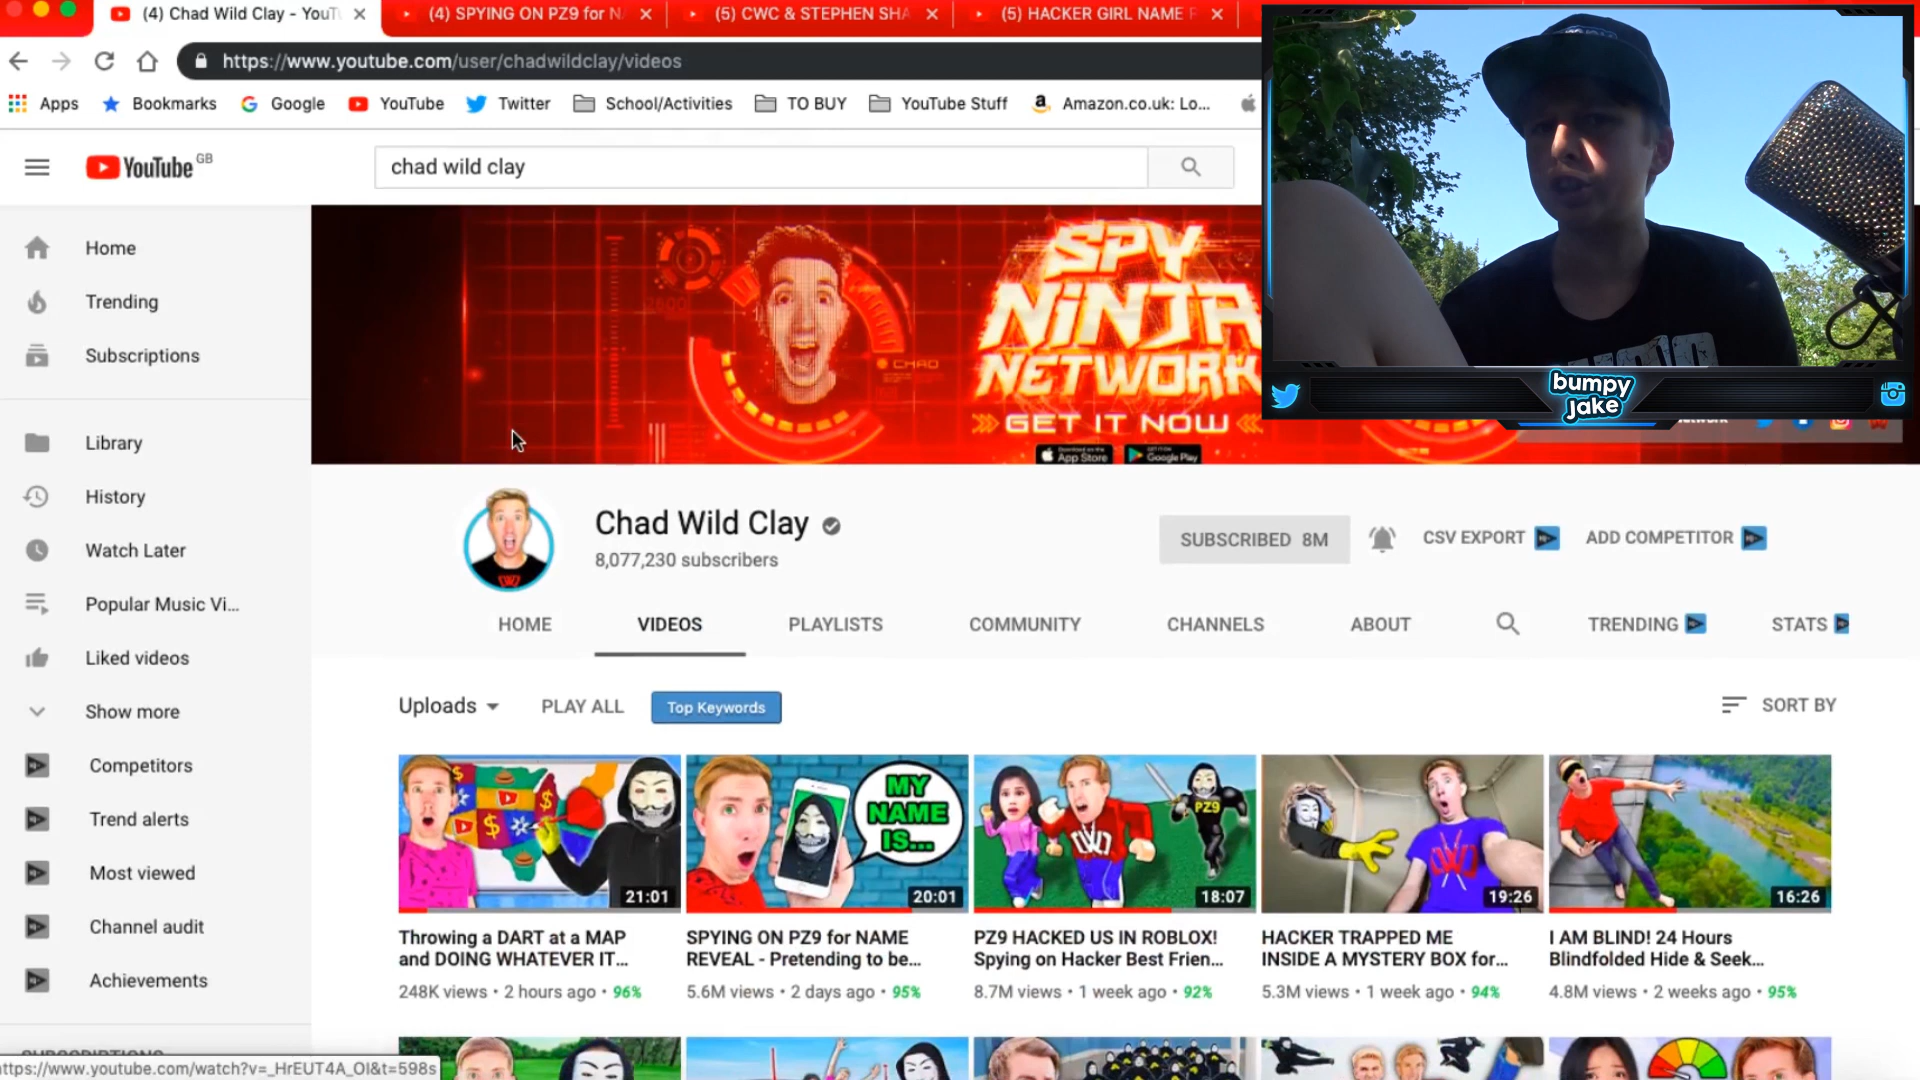 (4) Chad Wild Clay - YouT
(4) SPYING ON PZ9 for N
(5) CWC & STEPHEN SHA
(5) HACKER GIRL NAME
https://www.youtube.com/user/chadwildclay/videos
Apps
Bookmarks
Google
YouTube
Twitter
School/Activities
TO BUY
YouTube Stuff
Amazon.co.uk: Lo...
YouTube GB
chad wild clay
Home
Trending
Subscriptions
Library
History
Watch Later
Popular Music Vi...
Liked videos
Show more
Competitors
Trend alerts
Most viewed
Channel audit
Achievements
CHAD
SPY
NINJA
NETWORK
GET IT NOW
App Store
Google Play
bumpy
jake
Chad Wild Clay
8,077,230 subscribers
SUBSCRIBED 8M
CSV EXPORT
ADD COMPETITOR
HOME
VIDEOS
PLAYLISTS
COMMUNITY
CHANNELS
ABOUT
TRENDING
STATS
Uploads
PLAY ALL
Top Keywords
SORT BY
21:01
MY
NAME
IS...
20:01
PZ9
18:07
19:26
16:26
Throwing a DART at a MAP
and DOING WHATEVER IT...
248K views • 2 hours ago • 96%
SPYING ON PZ9 for NAME
REVEAL - Pretending to be...
5.6M views • 2 days ago • 95%
PZ9 HACKED US IN ROBLOX!
Spying on Hacker Best Frien...
8.7M views • 1 week ago • 92%
HACKER TRAPPED ME
INSIDE A MYSTERY BOX for...
5.3M views • 1 week ago • 94%
I AM BLIND! 24 Hours
Blindfolded Hide & Seek...
4.8M views • 2 weeks ago • 95%
SUBSCRIPTIONS
ttps://www.youtube.com/watch?v=_HrEUT4A_OI&t=598s